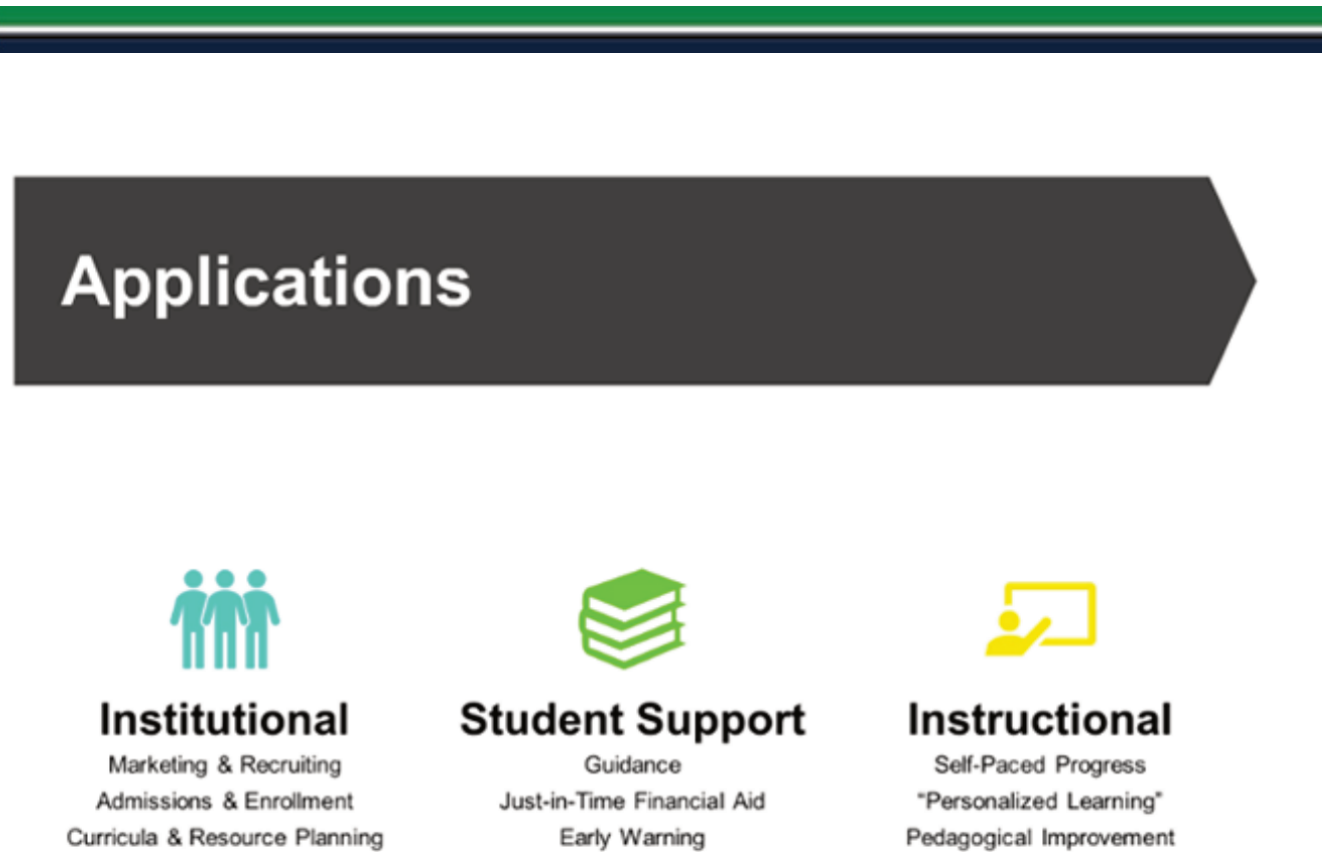 Applications
Institutional
Marketing & Recruiting
Admissions & Enrollment
Curricula & Resource Planning
Student Support
Guidance
Just-in-Time Financial Aid
Early Warning
Instructional
Self-Paced Progress
"Personalized Learning"
Pedagogical Improvement